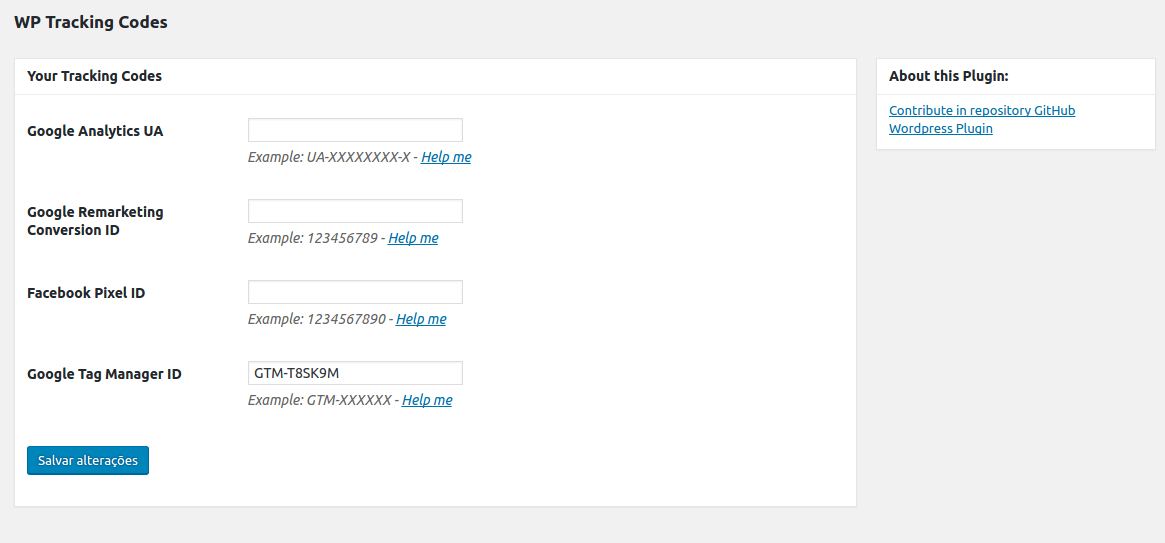 WP Tracking Codes
Your Tracking Codes
Google Analytics UA
Example: UA-XXXXXXXX-X - Help me
Google Remarketing
Conversion ID
Example: 123456789 - Help me
Facebook Pixel ID
Example: 1234567890 - Help me
Google Tag Manager ID
GTM-T8SK9M
Example: GTM-XXXXXX - Help me
Salvar alterações
About this Plugin:
Contribute in repository GitHub
Wordpress Plugin